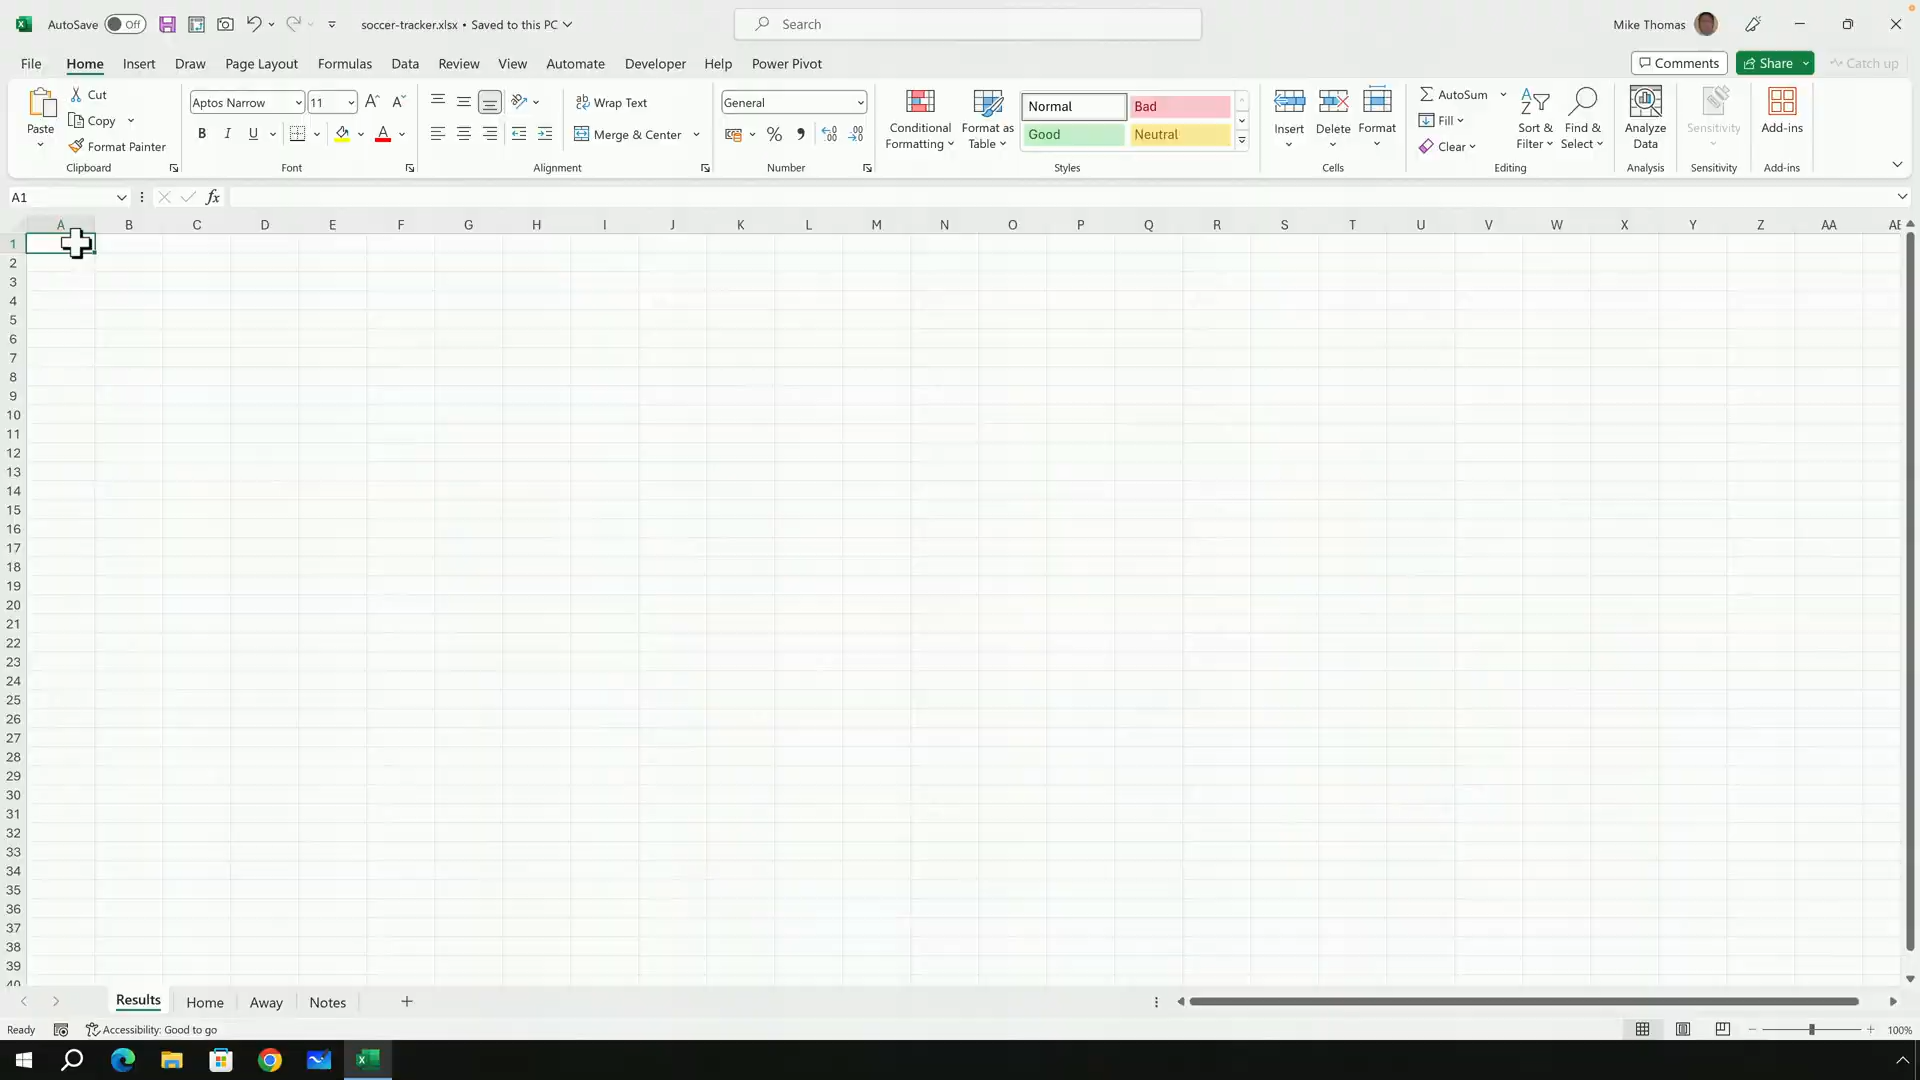 AutoSave Off soccer-tracker.xlsx • Saved to this PC Search Mike Thomas
File Home Insert Draw Page Layout Formulas Data Review View Automate Developer Help Power Pivot Comments Share Catch up
Paste
Cut
Copy
Format Painter
Clipboard
Aptos Narrow 11
B I U
Font
Wrap Text
Merge & Center
Alignment
General
Number
Conditional Formatting
Format as Table
Normal Bad
Good Neutral
Styles
Insert Delete Format
Cells
AutoSum
Fill
Clear
Sort & Filter
Find & Select
Editing
Analyze Data
Analysis
Sensitivity
Sensitivity
Add-ins
Add-ins
A1 fx
A B C D E F G H I J K L M N O P Q R S T U V W X Y Z AA
1
2
3
4
5
6
7
8
9
10
11
12
13
14
15
16
17
18
19
20
21
22
23
24
25
26
27
28
29
30
31
32
33
34
35
36
37
38
39
40
Results Home Away Notes
Ready Accessibility: Good to go 100%